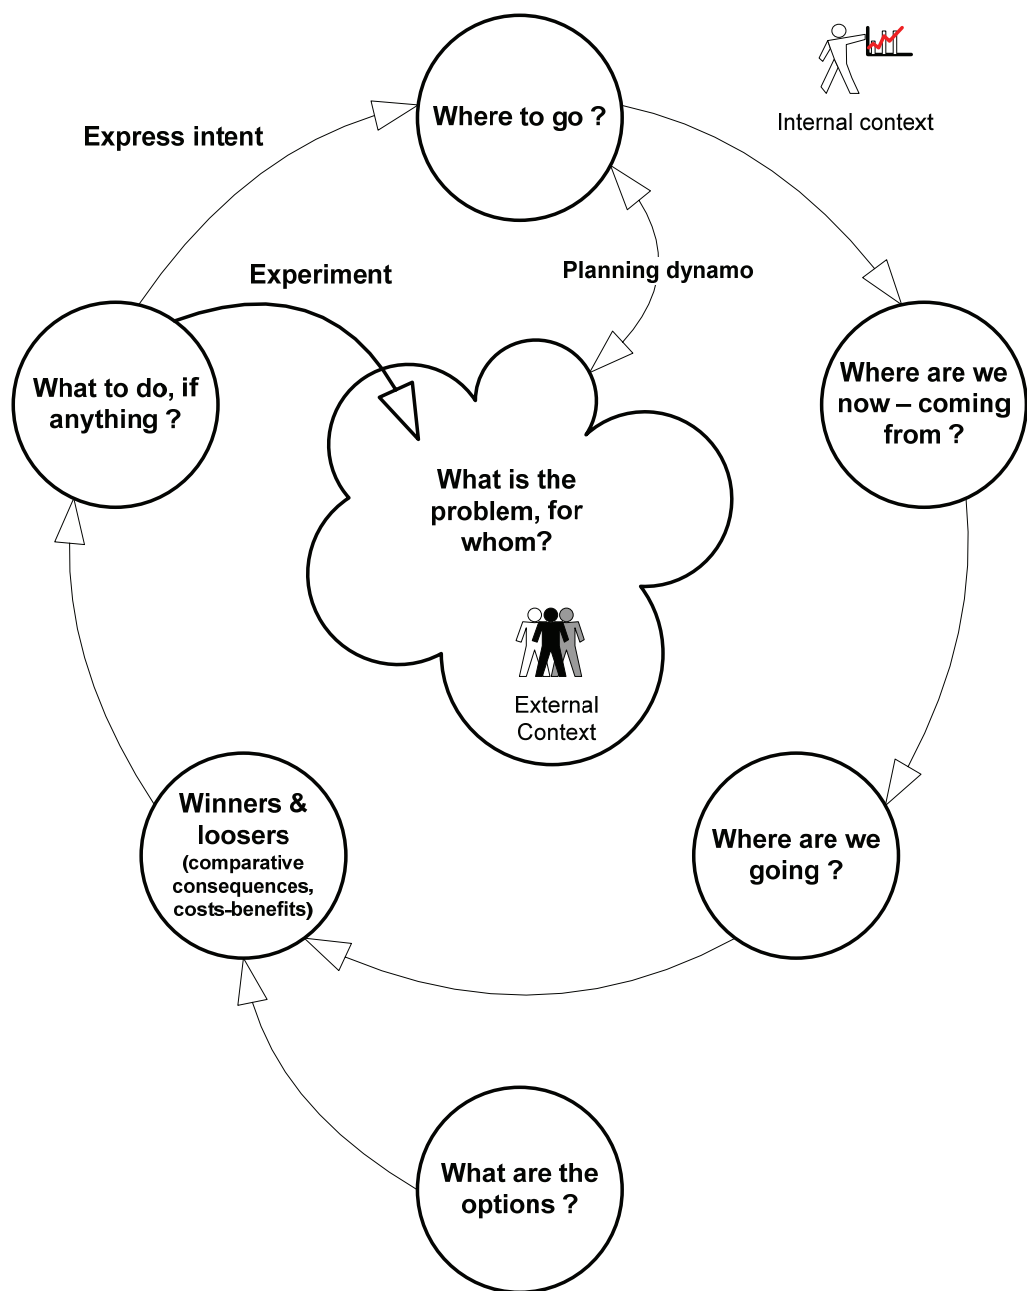 Where to go ?
Internal context
Express intent
Experiment
Planning dynamo
What to do, if
anything ?
Where are we
now – coming
from ?
What is the
problem, for
whom?
External
Context
Winners &
loosers
(comparative
consequences,
costs-benefits)
Where are we
going ?
What are the
options ?